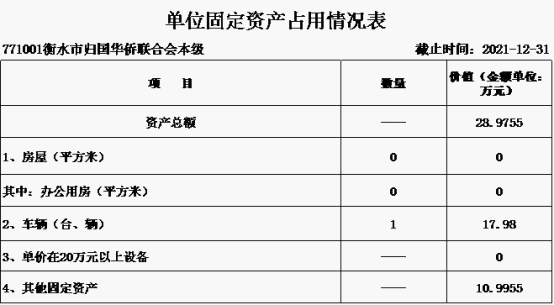 单位固定资产占用情况表
771001衡水市归国华侨联合会本级 截止时间：2021-12-31
项 目 数量 价值（金额单位：
万元）
资产总额 —— 28.9755
1、房屋（平方米） 0 0
其中：办公用房（平方米） 0 0
2、车辆（台、辆） 1 17.98
3、单价在20万元以上设备 —— 0
4、其他固定资产 —— 10.9955